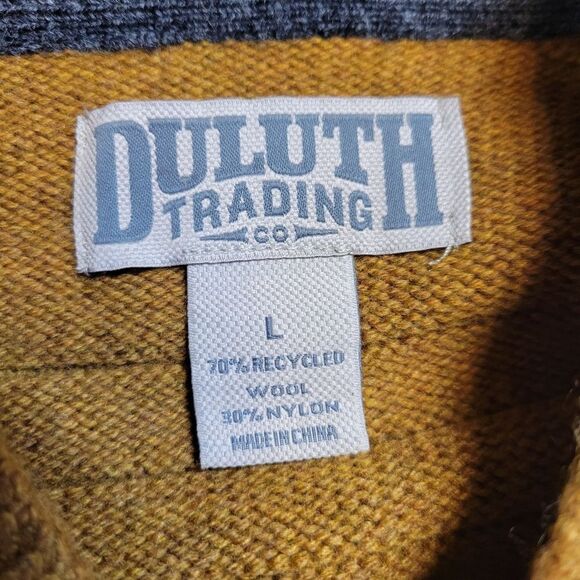 DULUTH
TRADING
CO
L
70% RECYCLED
WOOL
30% NYLON
MADE IN CHINA